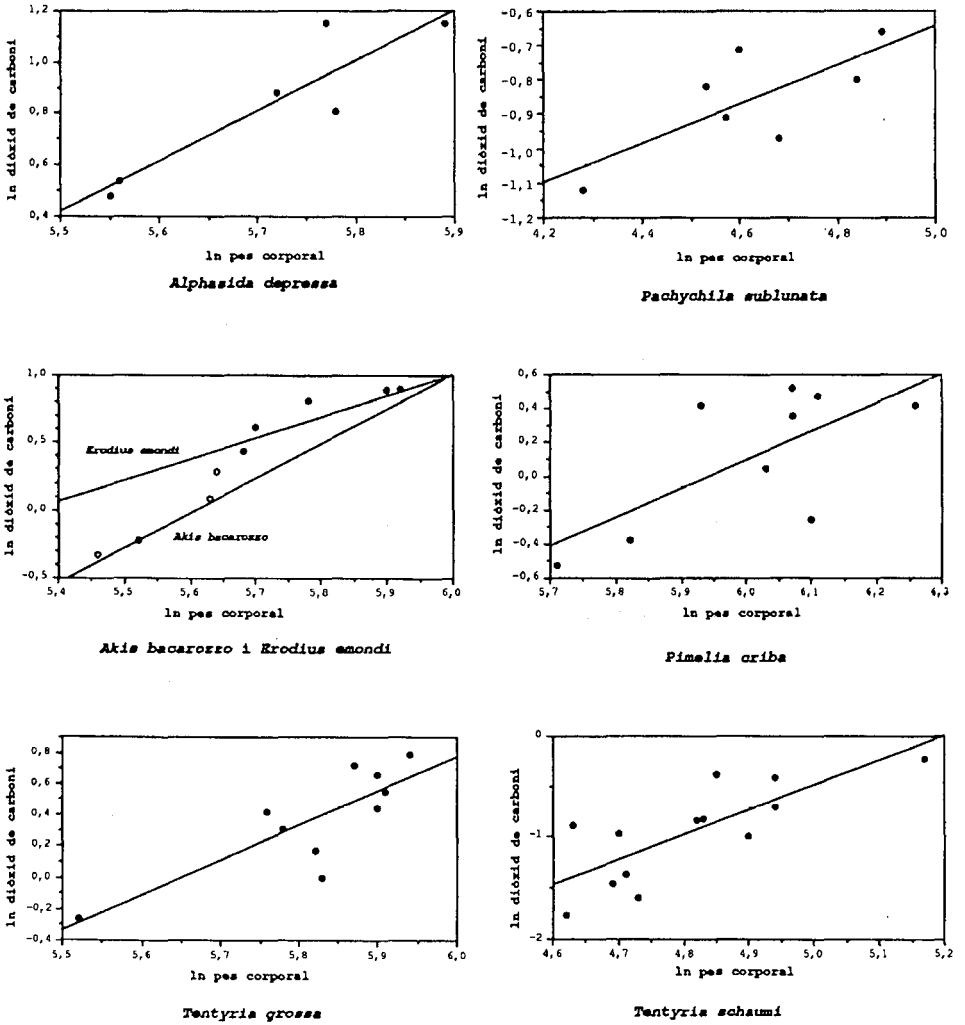 1,2
1,0
0,8
0,6
0,4
ln diòxid de carboni
5,5 5,6 5,7 5,8 5,9
ln pes corporal
Alphasida depressa
-0,6
-0,7
-0,8
-0,9
-1,0
-1,1
-1,2
ln diòxid de carboni
4,2 4,4 4,6 4,8 5,0
ln pes corporal
Pachychila sublunata
1,0
0,5
0,0
-0,5
ln diòxid de carboni
Erodius emondi
Akis bacarozzo
5,4 5,5 5,6 5,7 5,8 5,9 6,0
ln pes corporal
Akis bacarozzo i Erodius emondi
0,6
0,4
0,2
0,0
-0,2
-0,4
-0,6
ln diòxid de carboni
5,7 5,8 5,9 6,0 6,1 6,2 6,3
ln pes corporal
Pimelia criba
0,8
0,6
0,4
0,2
0,0
-0,2
-0,4
ln diòxid de carboni
5,5 5,6 5,7 5,8 5,9 6,0
ln pes corporal
Tentyria grossa
0
-1
-2
ln diòxid de carboni
4,6 4,7 4,8 4,9 5,0 5,1 5,2
ln pes corporal
Tentyria schaumi